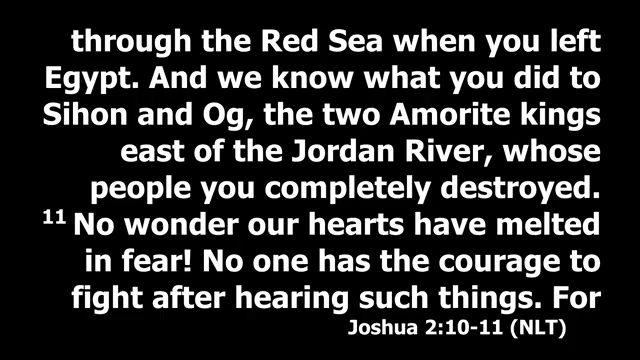 through the Red Sea when you left
Egypt. And we know what you did to
Sihon and Og, the two Amorite kings
east of the Jordan River, whose
people you completely destroyed.
11 No wonder our hearts have melted
in fear! No one has the courage to
fight after hearing such things. For
Joshua 2:10-11 (NLT)